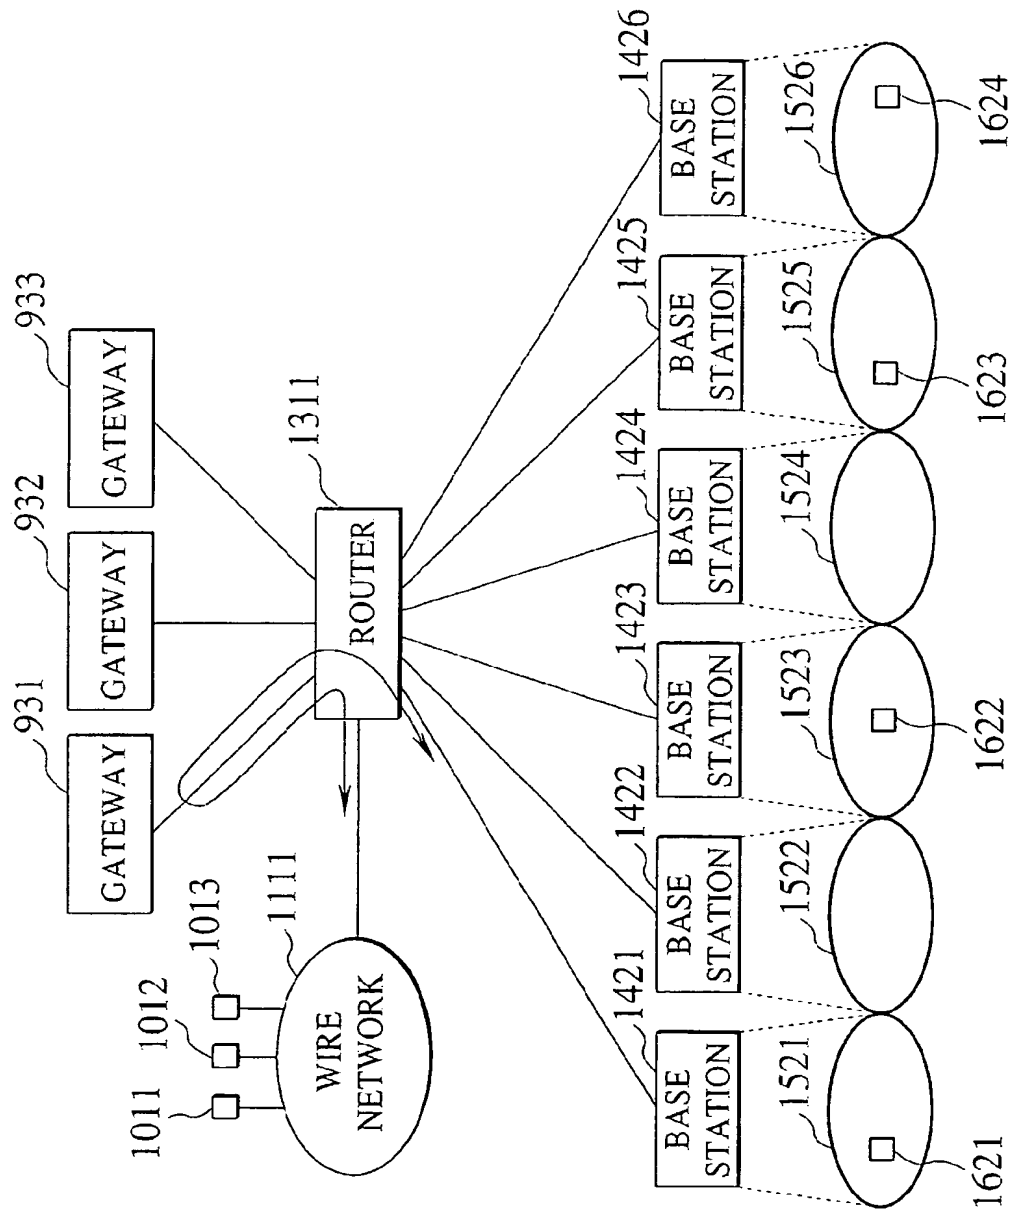 931
932
933
GATEWAY
GATEWAY
GATEWAY
1011
1012
1013
1111
WIRE
NETWORK
1311
ROUTER
1421
1422
1423
1424
1425
1426
BASE
STATION
BASE
STATION
BASE
STATION
BASE
STATION
BASE
STATION
BASE
STATION
1521
1522
1523
1524
1525
1526
1621
1622
1623
1624